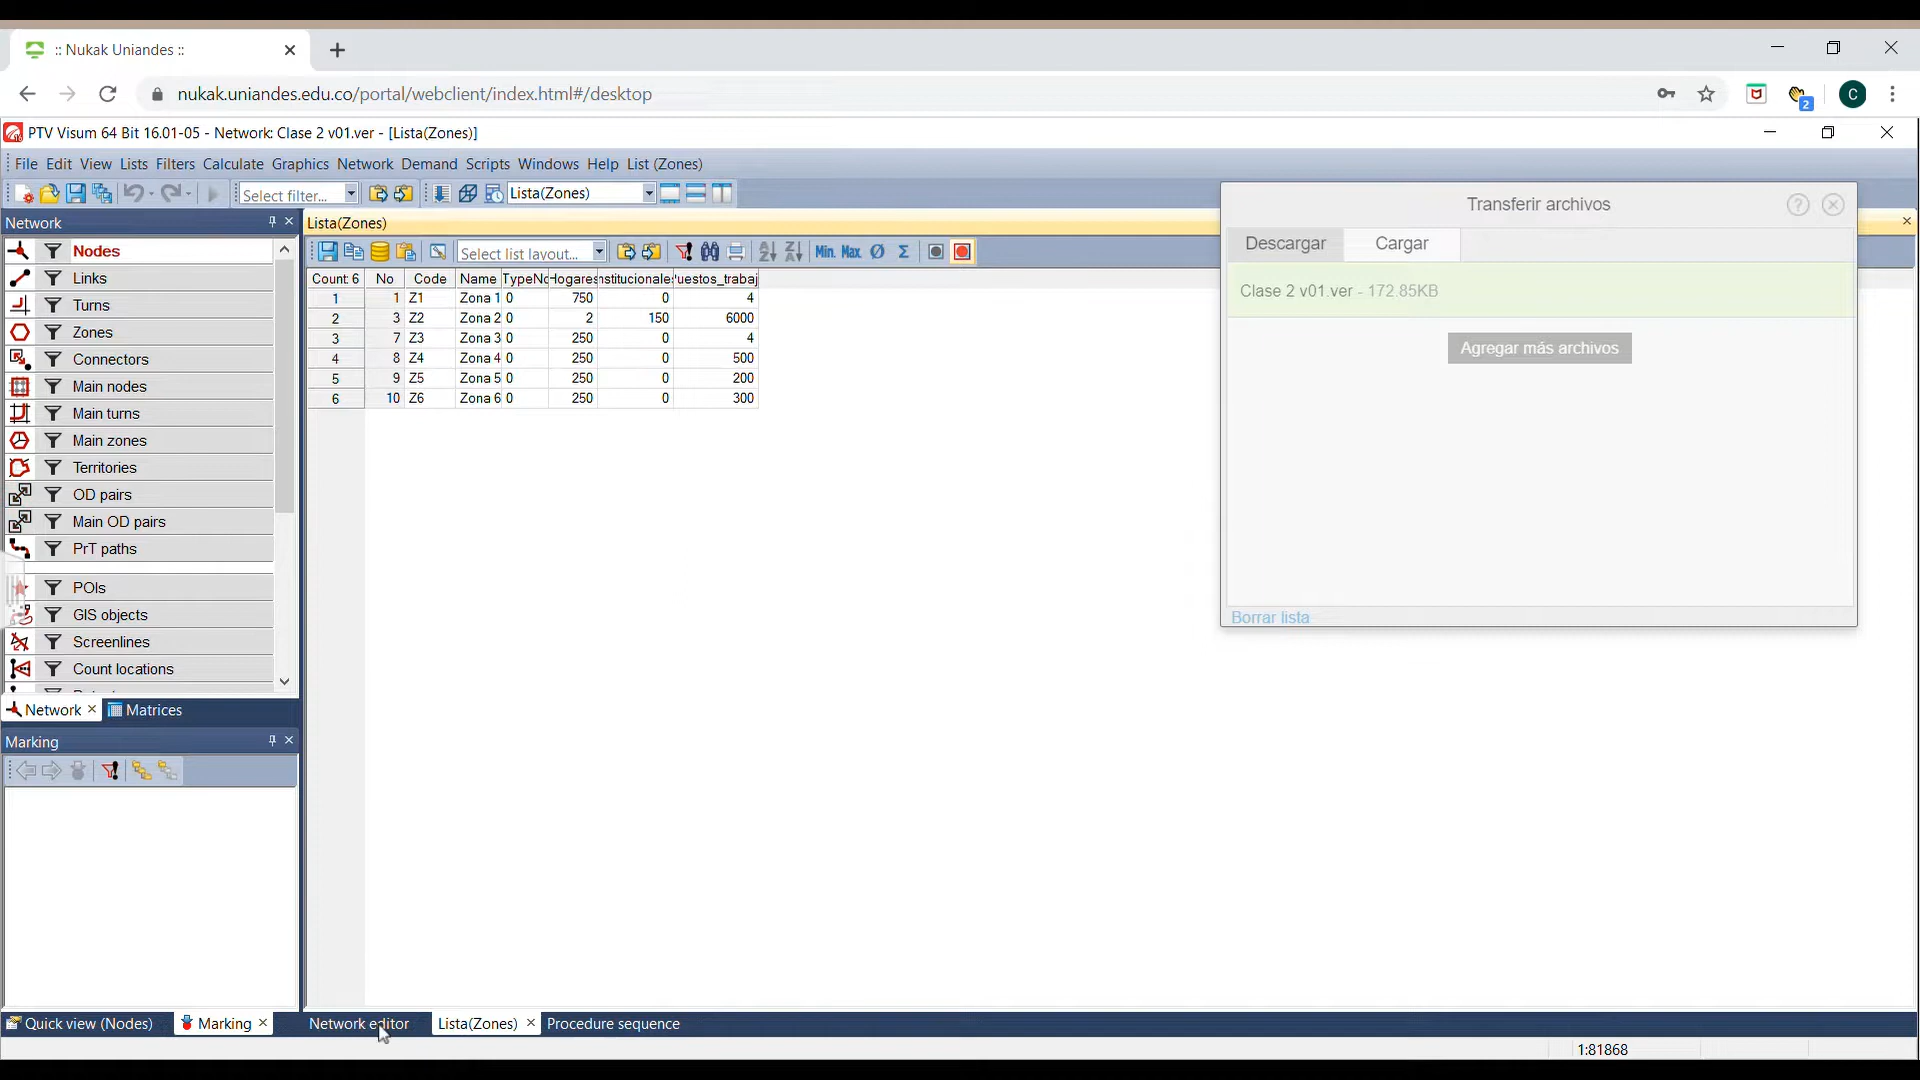 :: Nukak Uniandes ::
nukak.uniandes.edu.co/portal/webclient/index.html#/desktop
2
C
PTV Visum 64 Bit 16.01-05 - Network: Clase 2 v01.ver - [Lista(Zones)]
File Edit View Lists Filters Calculate Graphics Network Demand Scripts Windows Help List (Zones)
Select filter... Lista(Zones)
Network
Lista(Zones)
Select list layout... Min. Max. Ø Σ
Nodes
Links
Turns
Zones
Connectors
Main nodes
Main turns
Main zones
Territories
OD pairs
Main OD pairs
PrT paths
POIs
GIS objects
Screenlines
Count locations
Network Matrices
Marking
Count: 6 No Code Name TypeNo Hogares nstitucionale uestos_trabaj
1 1 Z1 Zona 1 0 750 0 4
2 3 Z2 Zona 2 0 2 150 6000
3 7 Z3 Zona 3 0 250 0 4
4 8 Z4 Zona 4 0 250 0 500
5 9 Z5 Zona 5 0 250 0 200
6 10 Z6 Zona 6 0 250 0 300
Transferir archivos
?
Descargar Cargar
Clase 2 v01.ver - 172.85KB
Agregar más archivos
Borrar lista
Quick view (Nodes) Marking Network editor Lista(Zones) Procedure sequence
1:81868